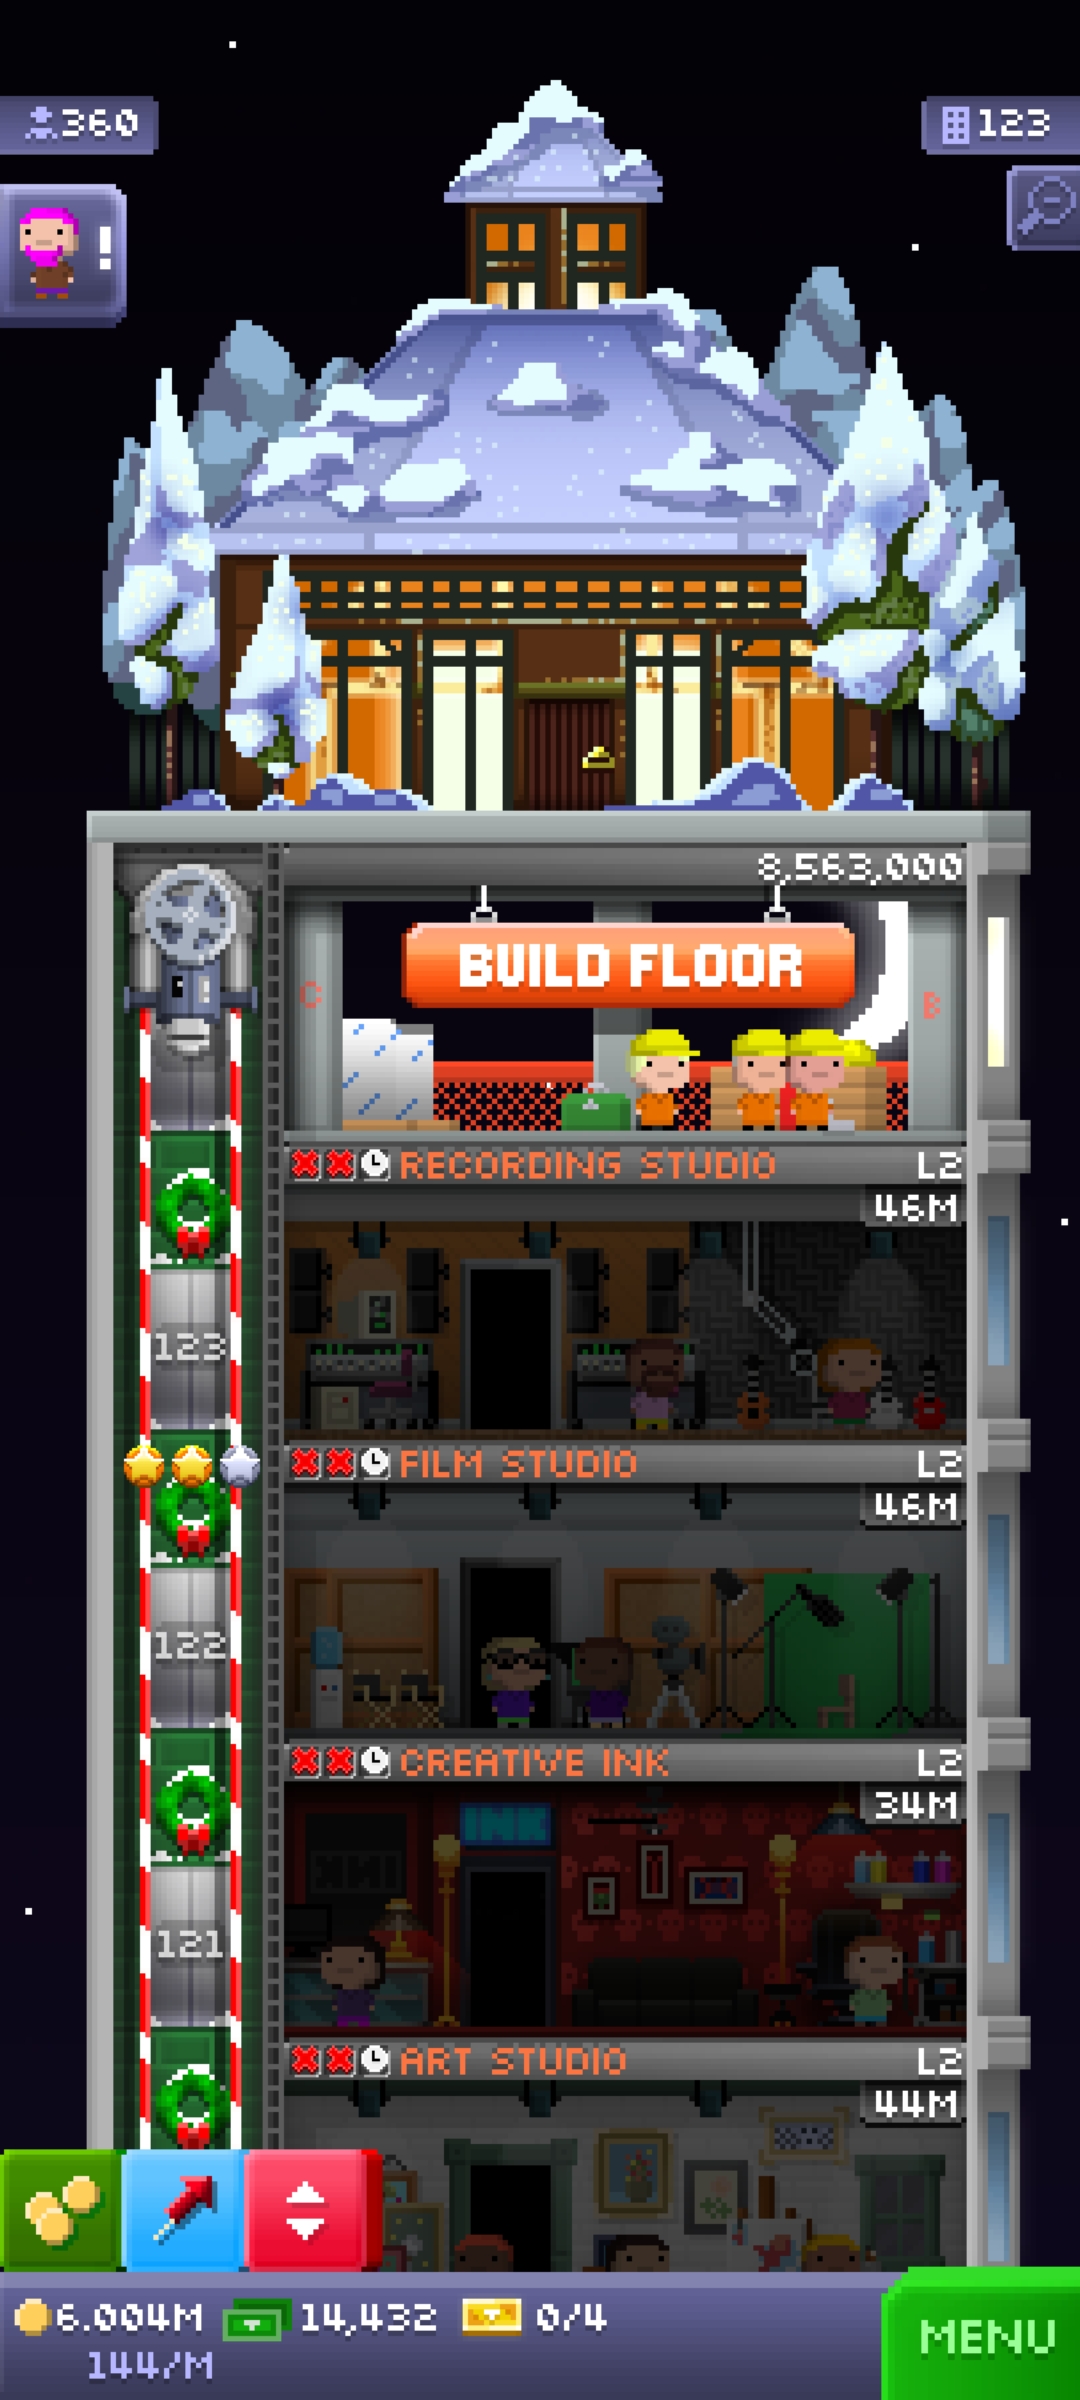 360
123
!
8,563,000
BUILD FLOOR
C
B
RECORDING STUDIO L2
46M
123
FILM STUDIO L2
46M
122
CREATIVE INK L2
34M
INK
INK
121
ART STUDIO L2
44M
6.004M 14,432 0/4
144/M
MENU